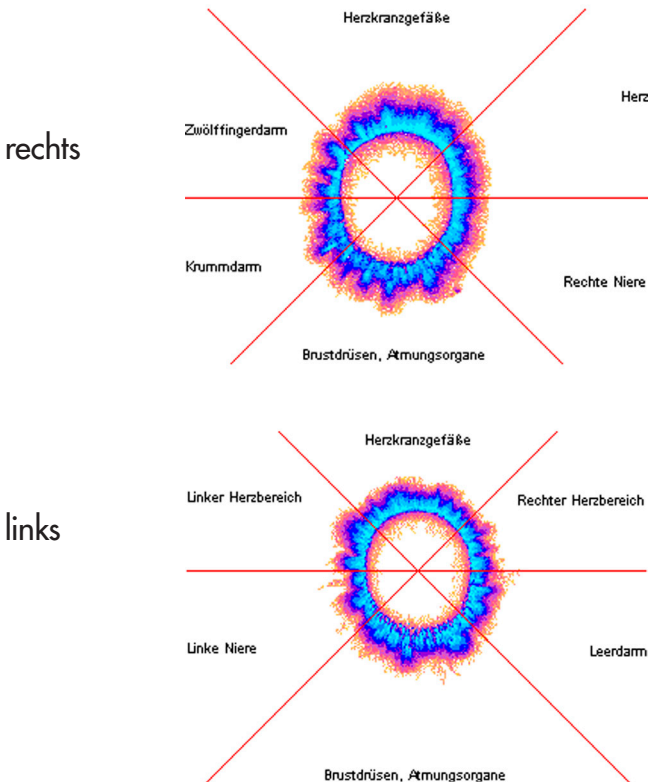 Herzkranzgefäße
Herz
Zwölffingerdarm
rechts
Krummdarm
Rechte Niere
Brustdrüsen, Atmungsorgane
Herzkranzgefäße
Linker Herzbereich
Rechter Herzbereich
links
Linke Niere
Leerdarm
Brustdrüsen, Atmungsorgane